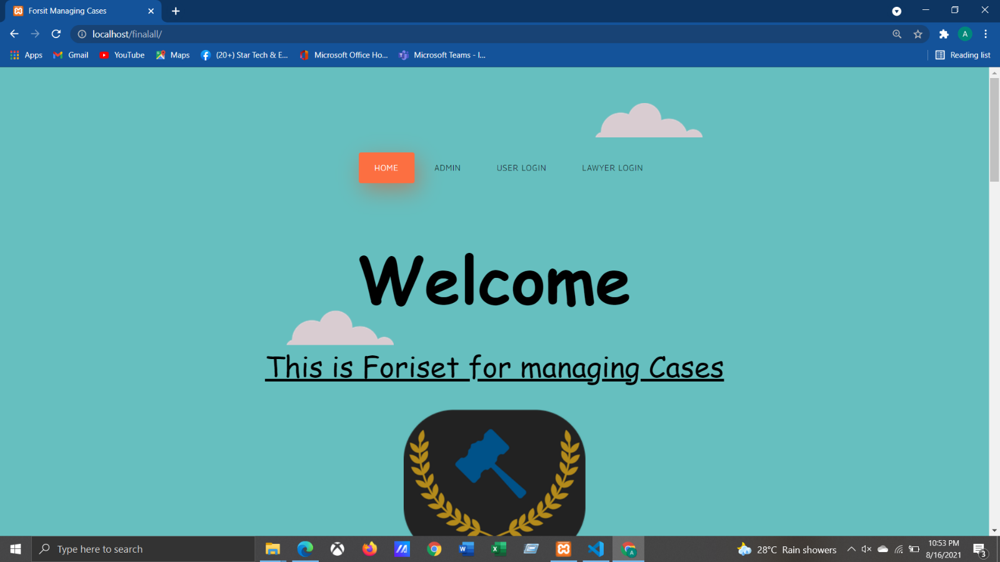 Forsit Managing Cases
localhost/finalall/
A
Apps
Gmail
YouTube
Maps
(20+) Star Tech & E...
Microsoft Office Ho...
Microsoft Teams - I...
Reading list
HOME
ADMIN
USER LOGIN
LAWYER LOGIN
Welcome
This is Foriset for managing Cases
Type here to search
28°C Rain showers
10:53 PM
8/16/2021
3